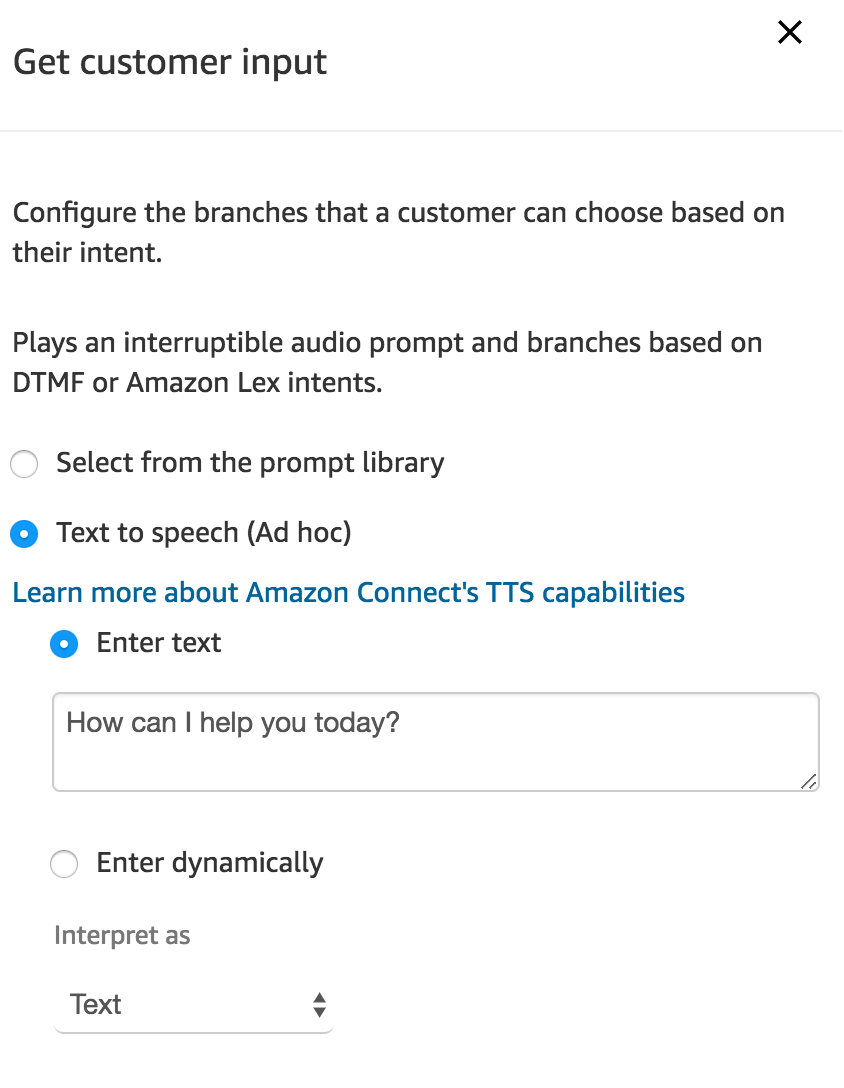 Get customer input
Configure the branches that a customer can choose based on
their intent.
Plays an interruptible audio prompt and branches based on
DTMF or Amazon Lex intents.
Select from the prompt library
Text to speech (Ad hoc)
Learn more about Amazon Connect's TTS capabilities
Enter text
How can I help you today?
Enter dynamically
Interpret as
Text